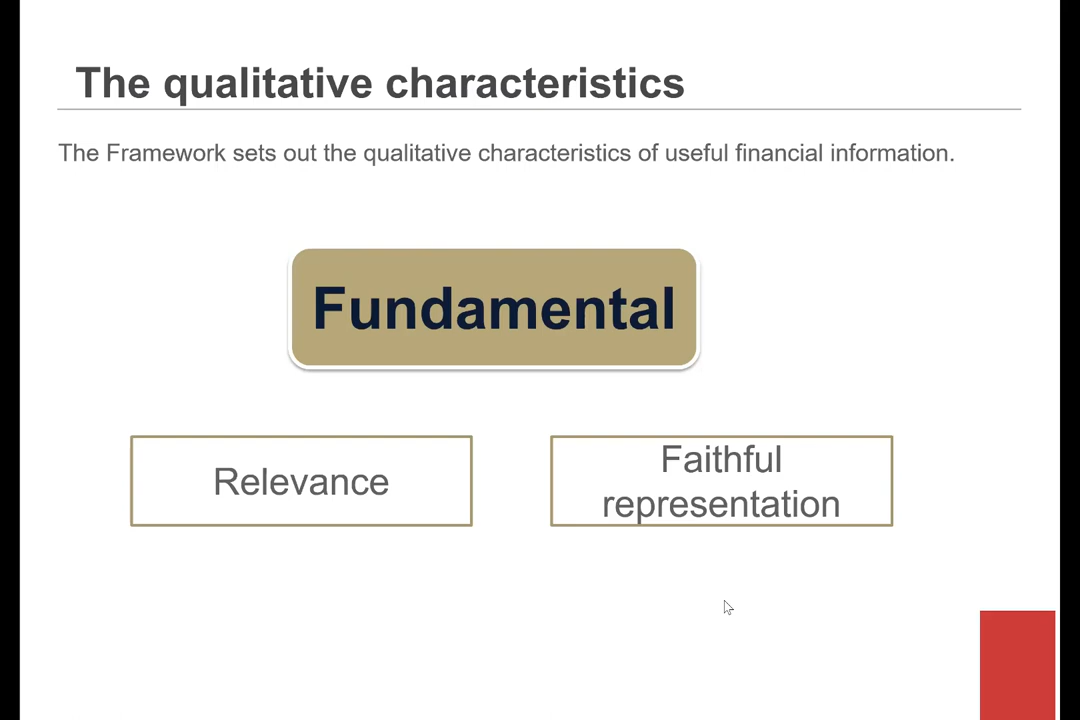 The qualitative characteristics
The Framework sets out the qualitative characteristics of useful financial information.
Fundamental
Relevance
Faithful
representation